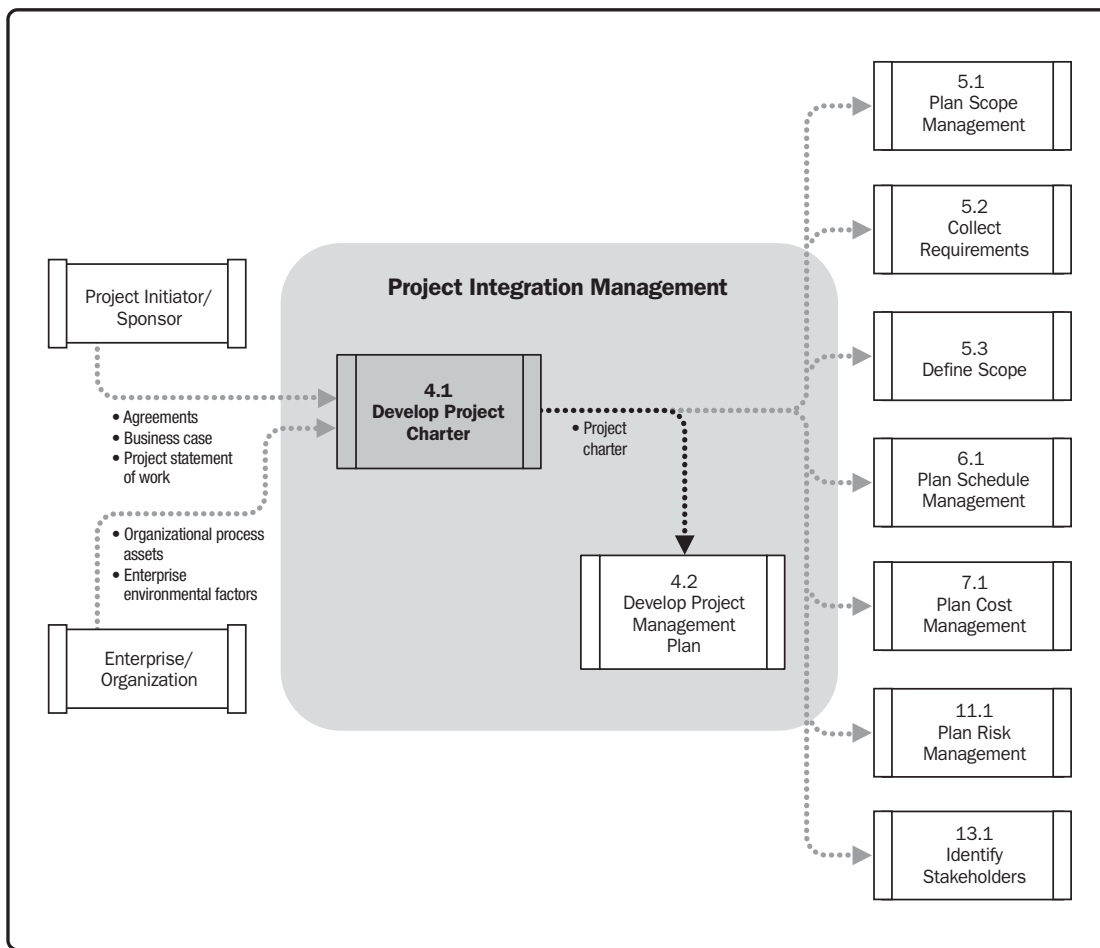 Project Initiator/
Sponsor
• Agreements
• Business case
• Project statement
of work
• Organizational process
assets
• Enterprise
environmental factors
Enterprise/
Organization
Project Integration Management
4.1
Develop Project
Charter
• Project
charter
4.2
Develop Project
Management
Plan
5.1
Plan Scope
Management
5.2
Collect
Requirements
5.3
Define Scope
6.1
Plan Schedule
Management
7.1
Plan Cost
Management
11.1
Plan Risk
Management
13.1
Identify
Stakeholders